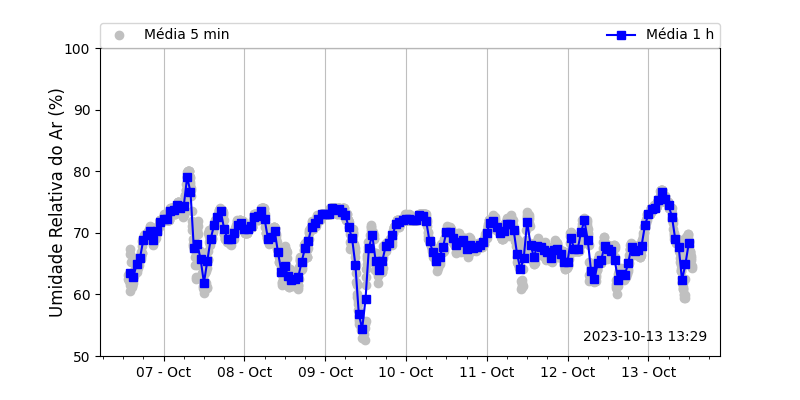 Média 5 min
Média 1 h
Umidade Relativa do Ar (%)
100
90
80
70
60
50
2023-10-13 13:29
07 - Oct
08 - Oct
09 - Oct
10 - Oct
11 - Oct
12 - Oct
13 - Oct